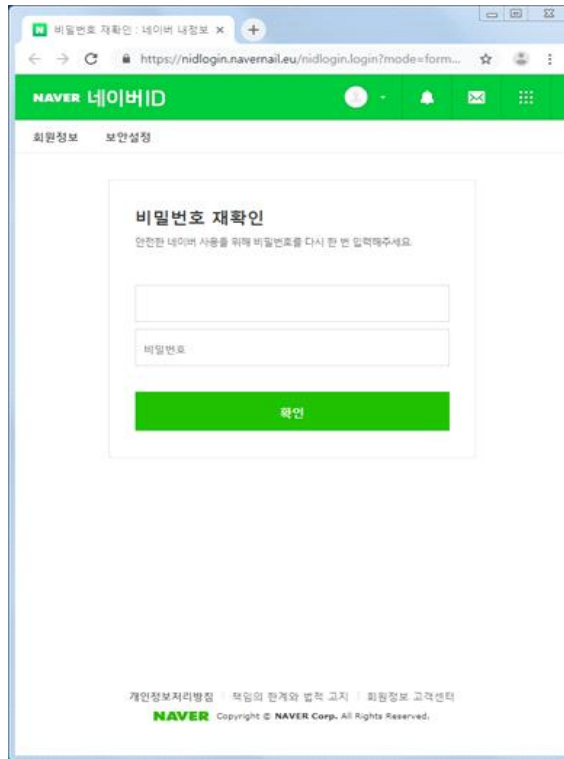 비밀번호 재확인 : 네이버 내정보
https://nidlogin.navernail.eu/nidlogin.login?mode=form...
NAVER 네이버ID
회원정보 보안설정
비밀번호 재확인
안전한 네이버 사용을 위해 비밀번호를 다시 한 번 입력해주세요.
비밀번호
확인
개인정보처리방침 | 책임의 한계와 법적 고지 | 회원정보 고객센터
NAVER Copyright © NAVER Corp. All Rights Reserved.